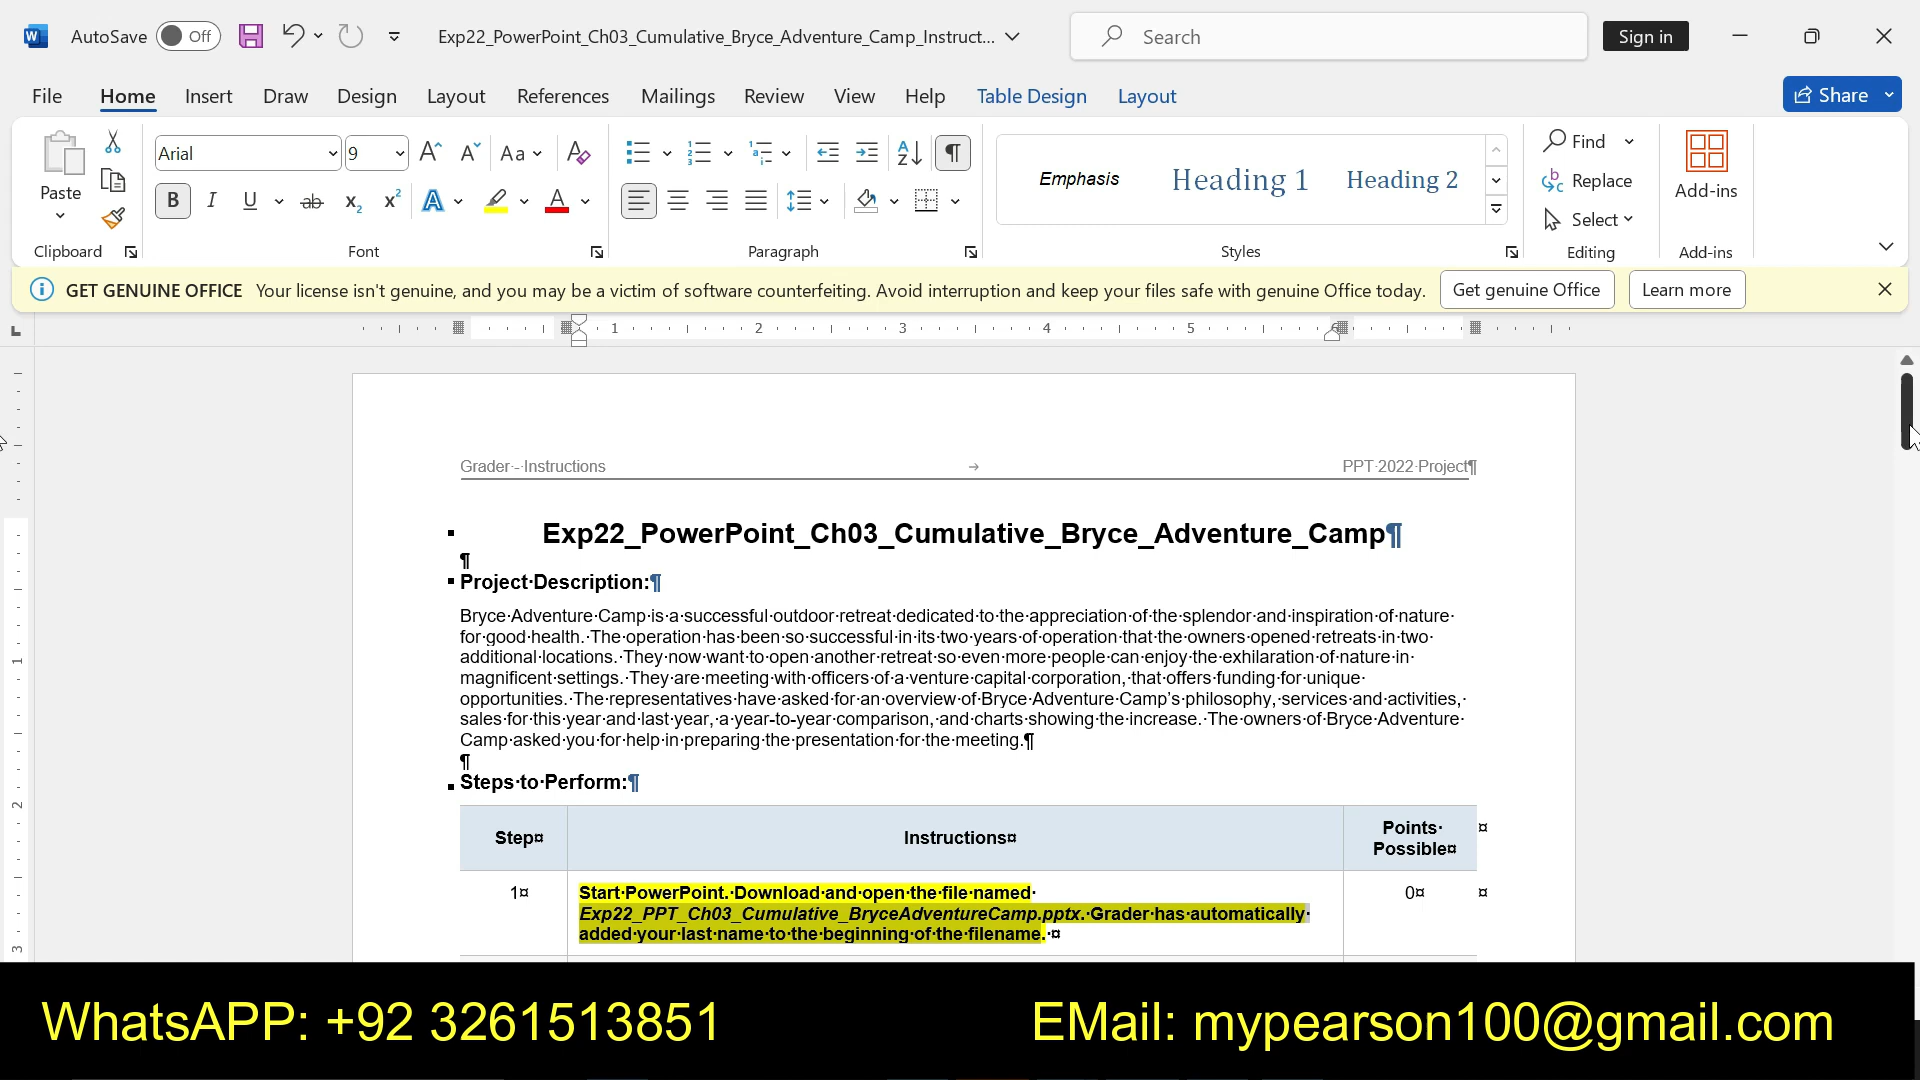 AutoSave Off Exp22_PowerPoint_Ch03_Cumulative_Bryce_Adventure_Camp_Instruct... Search Sign in
File Home Insert Draw Design Layout References Mailings Review View Help Table Design Layout Share
Paste
Clipboard
Arial 9
Aa
Font
Paragraph
Emphasis Heading 1 Heading 2
Styles
Find
Replace
Select
Editing
Add-ins
Add-ins
GET GENUINE OFFICE Your license isn't genuine, and you may be a victim of software counterfeiting. Avoid interruption and keep your files safe with genuine Office today. Get genuine Office Learn more
1 2 3 4 5 6
Grader·-·Instructions → PPT·2022·Project¶
Exp22_PowerPoint_Ch03_Cumulative_Bryce_Adventure_Camp¶
¶
Project·Description:¶
Bryce·Adventure·Camp·is·a·successful·outdoor·retreat·dedicated·to·the·appreciation·of·the·splendor·and·inspiration·of·nature·
for·good·health.·The·operation·has·been·so·successful·in·its·two·years·of·operation·that·the·owners·opened·retreats·in·two·
additional·locations.·They·now·want·to·open·another·retreat·so·even·more·people·can·enjoy·the·exhilaration·of·nature·in·
magnificent·settings.·They·are·meeting·with·officers·of·a·venture·capital·corporation,·that·offers·funding·for·unique·
opportunities.·The·representatives·have·asked·for·an·overview·of·Bryce·Adventure·Camp's·philosophy,·services·and·activities,·
sales·for·this·year·and·last·year,·a·year-to-year·comparison,·and·charts·showing·the·increase.·The·owners·of·Bryce·Adventure·
Camp·asked·you·for·help·in·preparing·the·presentation·for·the·meeting.¶
¶
Steps·to·Perform:¶
Step¤ Instructions¤ Points·
Possible¤ ¤
1¤ Start·PowerPoint.·Download·and·open·the·file·named· 0¤ ¤
Exp22_PPT_Ch03_Cumulative_BryceAdventureCamp.pptx.·Grader·has·automatically·
added·your·last·name·to·the·beginning·of·the·filename.·¤
WhatsAPP: +92 3261513851 EMail: mypearson100@gmail.com